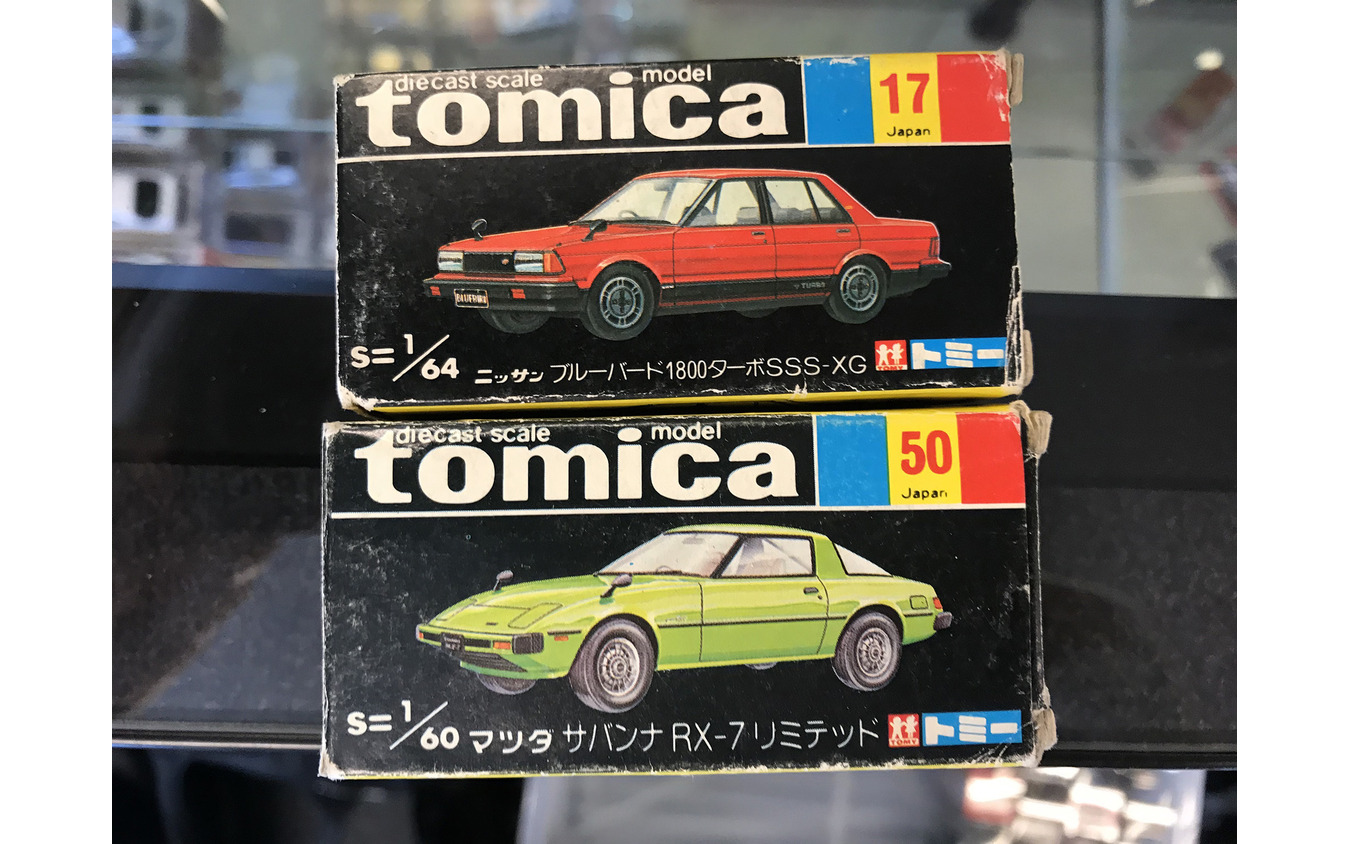 diecast scale model
tomica
17
Japan
BLUEBIRD
TURBO
S=1/64 ニッサン ブルーバード1800ターボSSS-XG
TOMY トミー
diecast scale model
tomica
50
Japan
S=1/60 マツダ サバンナ RX-7 リミテッド
TOMY トミー